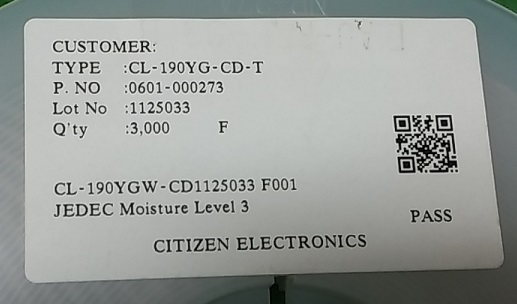 CUSTOMER:
TYPE :CL-190YG-CD-T
P. NO :0601-000273
Lot No :1125033
Q'ty :3,000 F
CL-190YGW-CD1125033 F001
JEDEC Moisture Level 3
PASS
CITIZEN ELECTRONICS